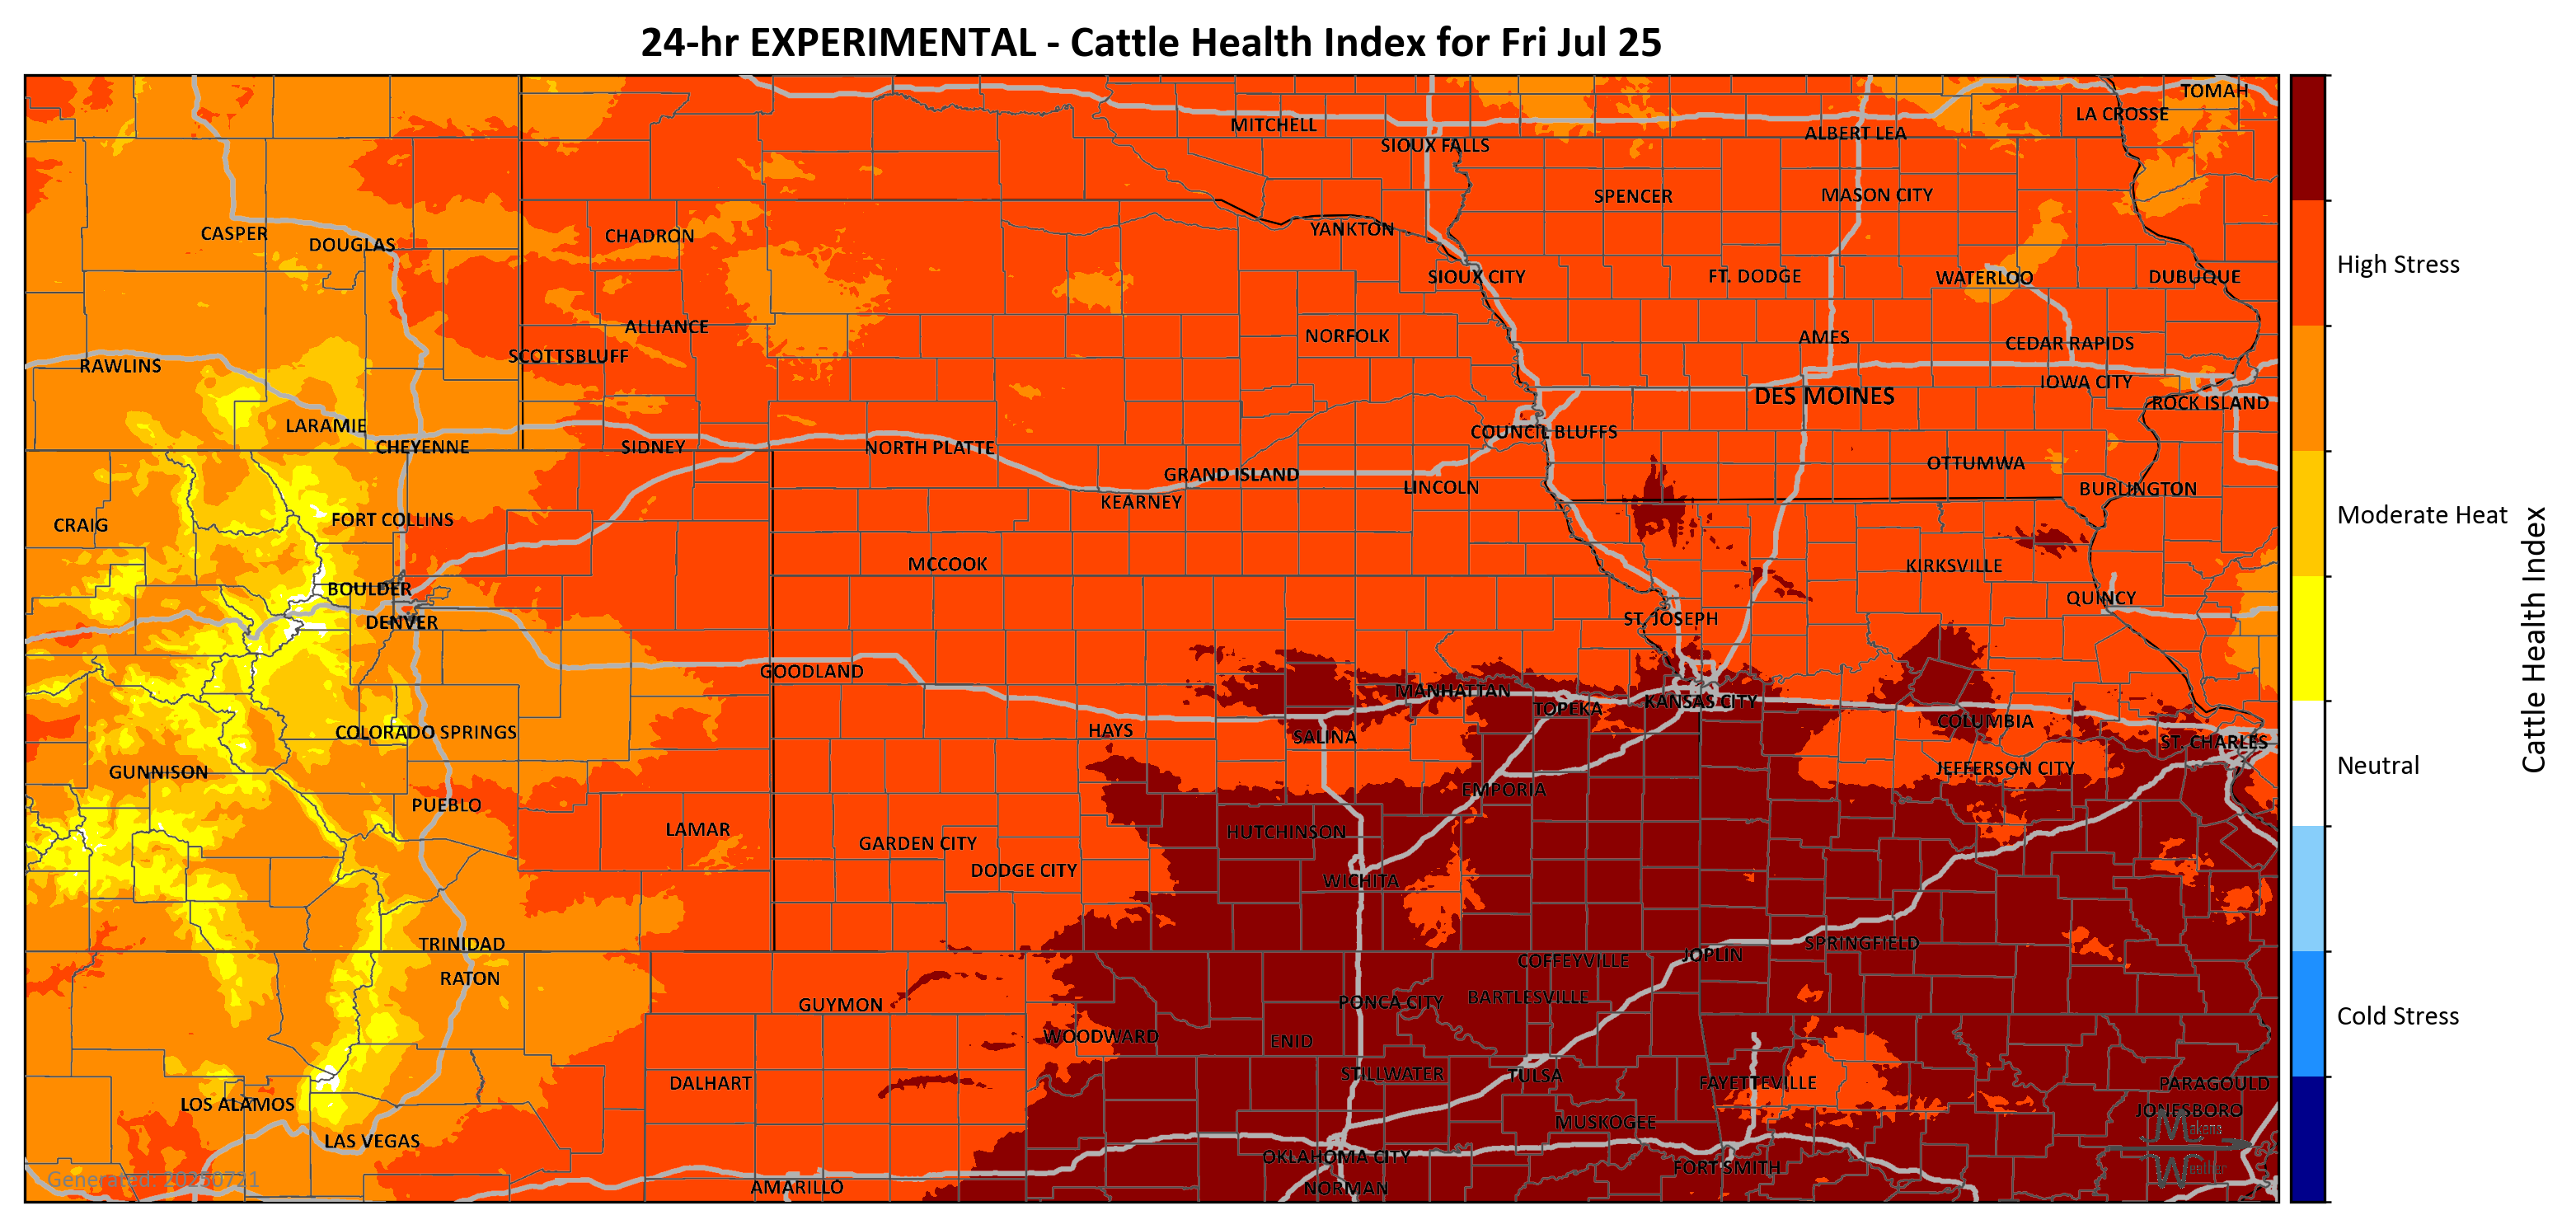 24-hr EXPERIMENTAL - Cattle Health Index for Fri Jul 25
TOMAH
LA CROSSE
MITCHELL
ALBERT LEA
SIOUX FALLS
SPENCER
MASON CITY
CASPER
DOUGLAS
CHADRON
YANKTON
SIOUX CITY
FT. DODGE
WATERLOO
DUBUQUE
ALLIANCE
NORFOLK
AMES
CEDAR RAPIDS
SCOTTSBLUFF
RAWLINS
IOWA CITY
DES MOINES
ROCK ISLAND
LARAMIE
COUNCIL BLUFFS
CHEYENNE
SIDNEY
NORTH PLATTE
OTTUMWA
GRAND ISLAND
LINCOLN
BURLINGTON
KEARNEY
CRAIG
FORT COLLINS
MCCOOK
KIRKSVILLE
BOULDER
QUINCY
DENVER
ST. JOSEPH
GOODLAND
MANHATTAN
TOPEKA
KANSAS CITY
COLUMBIA
COLORADO SPRINGS
HAYS
SALINA
ST. CHARLES
GUNNISON
JEFFERSON CITY
EMPORIA
PUEBLO
LAMAR
HUTCHINSON
GARDEN CITY
DODGE CITY
WICHITA
TRINIDAD
SPRINGFIELD
JOPLIN
COFFEYVILLE
RATON
GUYMON
PONCA CITY
BARTLESVILLE
WOODWARD
ENID
STILLWATER
TULSA
DALHART
FAYETTEVILLE
PARAGOULD
LOS ALAMOS
JONESBORO
MUSKOGEE
LAS VEGAS
OKLAHOMA CITY
FORT SMITH
AMARILLO
NORMAN
Generated: 20250721
Makens
Weather
High Stress
Moderate Heat
Neutral
Cold Stress
Cattle Health Index